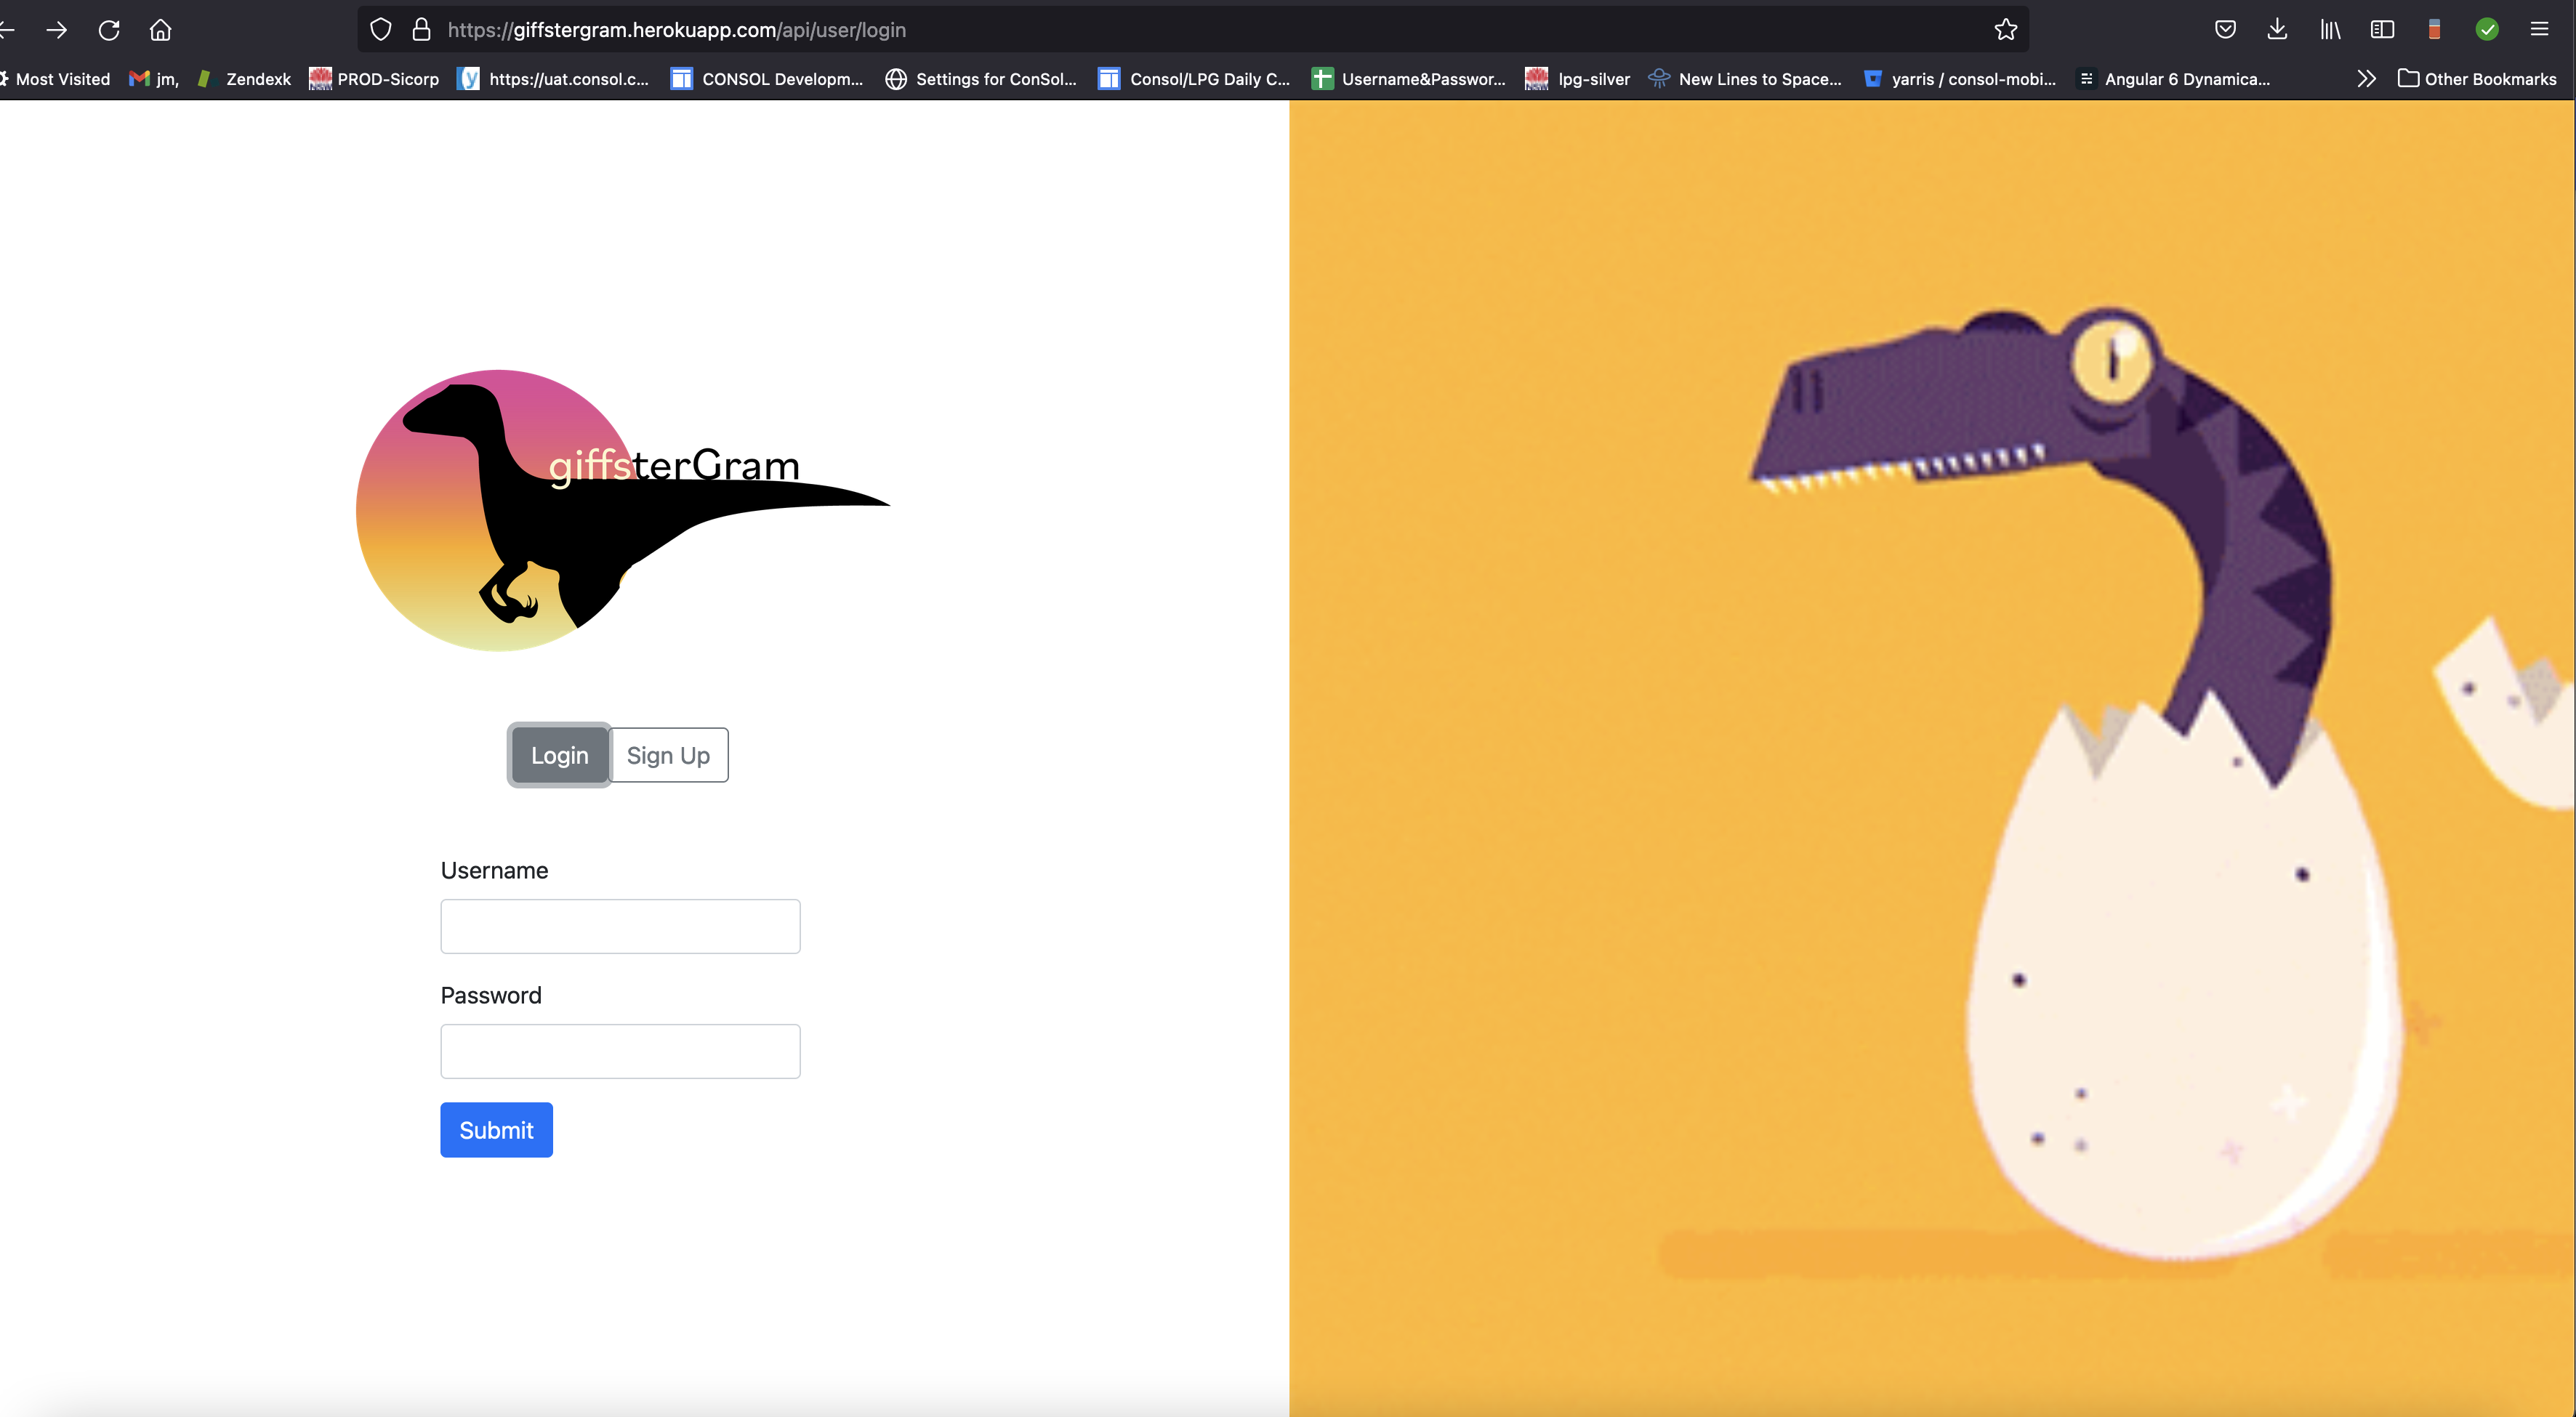 https://giffstergram.herokuapp.com/api/user/login
Most Visited jm, Zendexk PROD-Sicorp https://uat.consol.c... CONSOL Developm... Settings for ConSol... Consol/LPG Daily C... Username&Passwor... lpg-silver New Lines to Space... yarris / consol-mobi... Angular 6 Dynamica... Other Bookmarks
giffsterGram
Login Sign Up
Username
Password
Submit